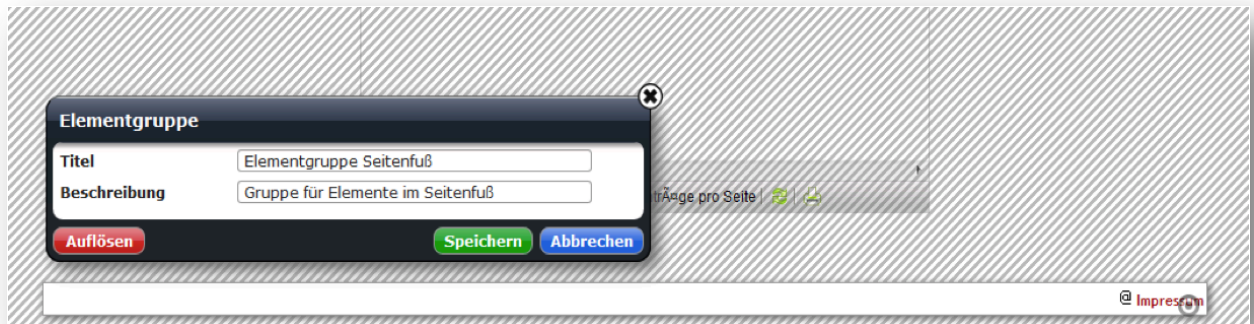 Elementgruppe
Titel Elementgruppe Seitenfuß
Beschreibung Gruppe für Elemente im Seitenfuß
trÃ¤ge pro Seite | | 
Auflösen Speichern Abbrechen
@ Impressum